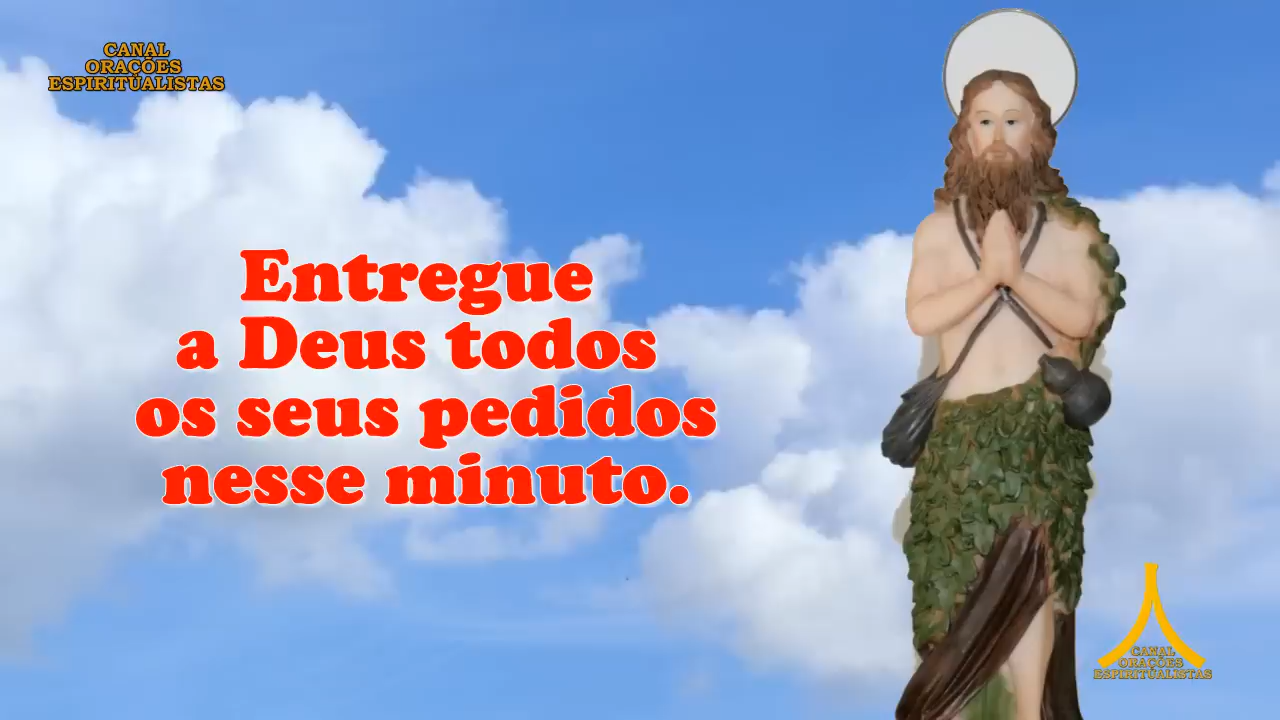 CANAL
ORAÇÕES
ESPIRITUALISTAS
Entregue
a Deus todos
os seus pedidos
nesse minuto.
CANAL
ORAÇÕES
ESPIRITUALISTAS